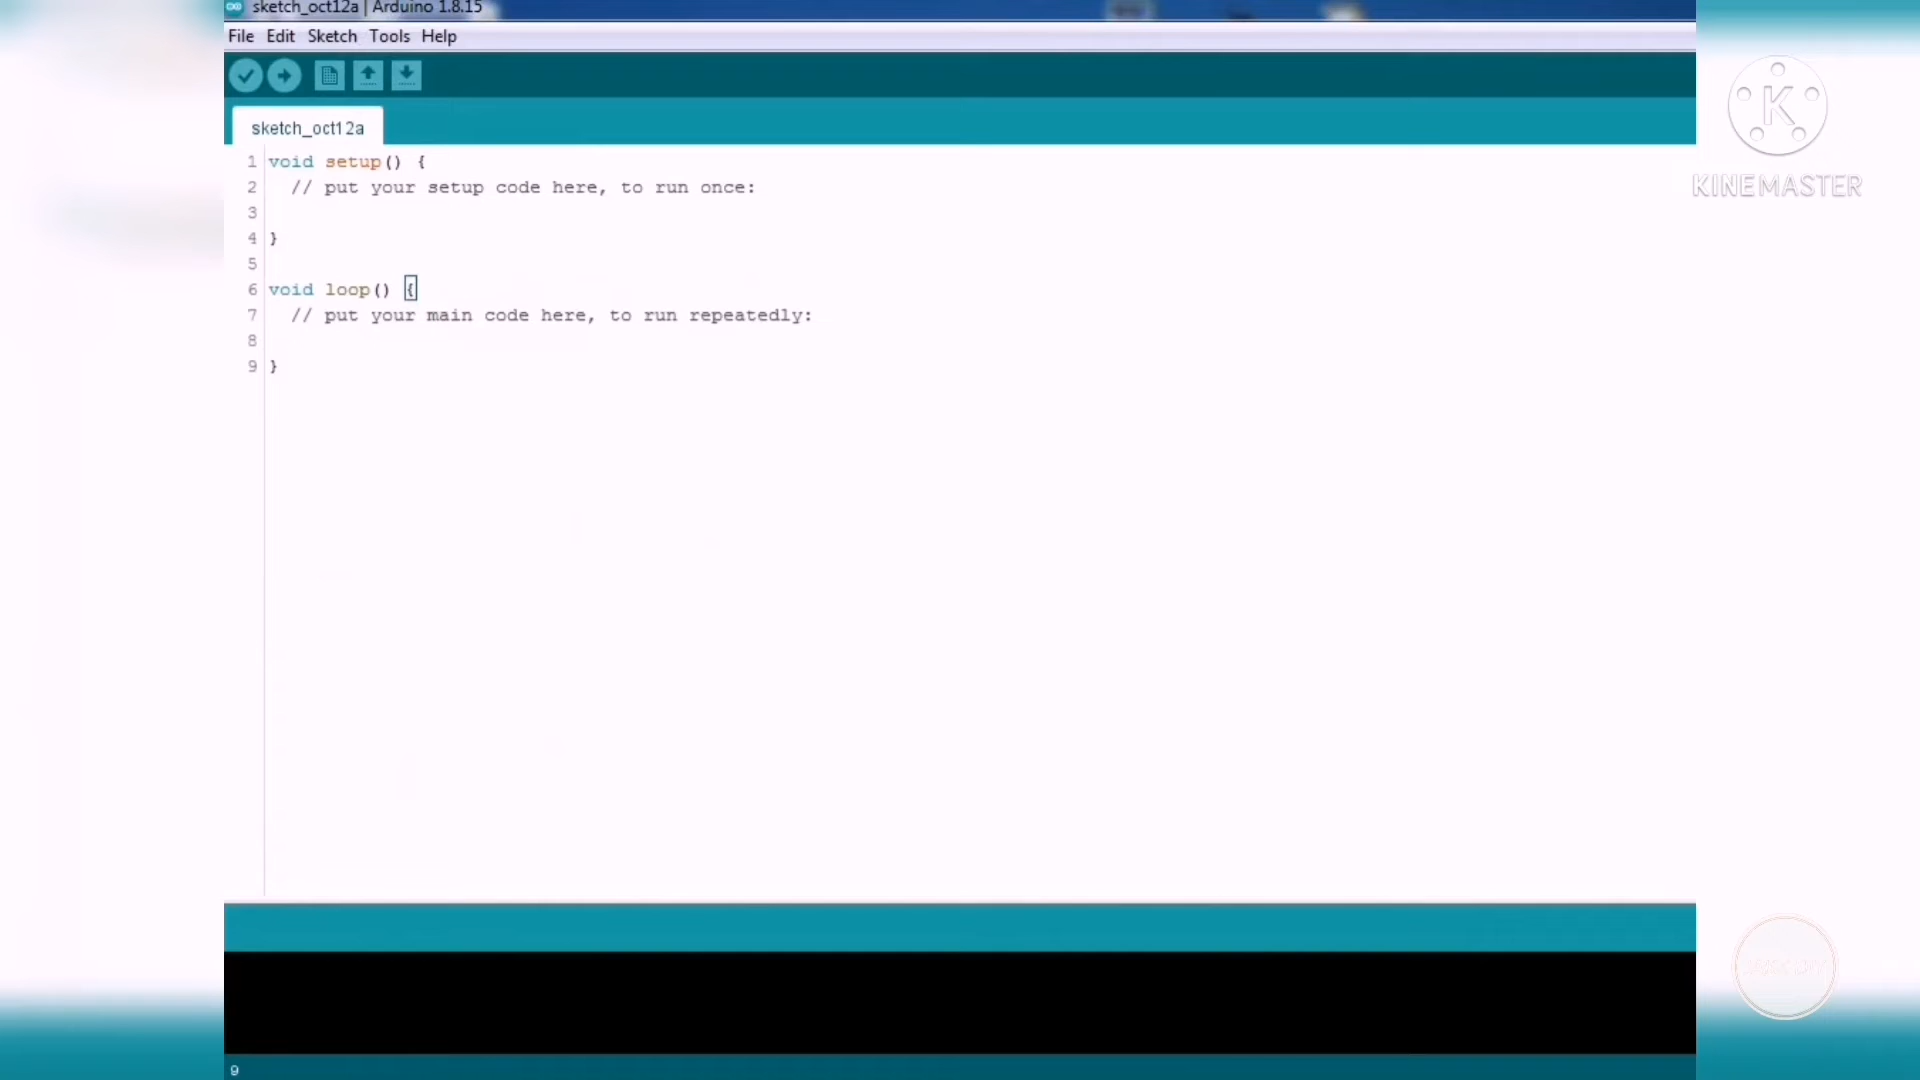 sketch_oct12a | Arduino 1.8.15
File Edit Sketch Tools Help
sketch_oct12a
1 void setup() {
2 // put your setup code here, to run once:
3
4 }
5
6 void loop() {
7 // put your main code here, to run repeatedly:
8
9 }
9
K
KINEMASTER